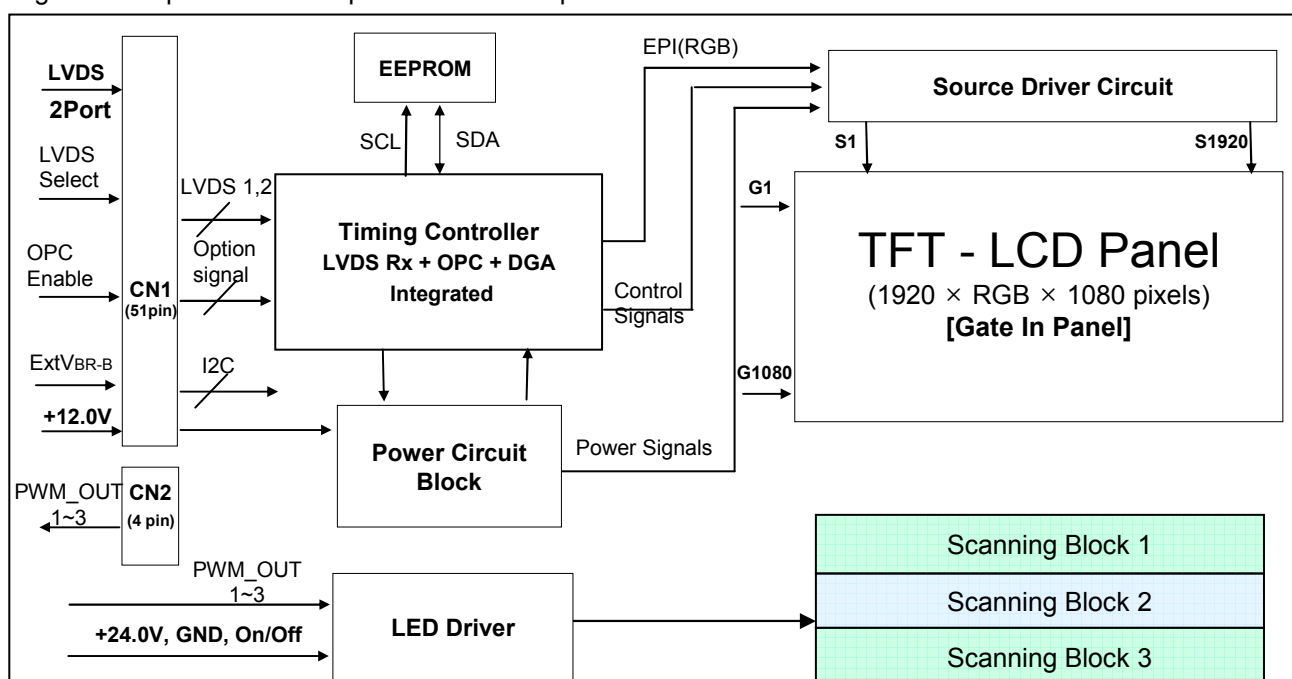 LVDS
2Port
LVDS
Select
OPC
Enable
ExtVBR-B
+12.0V
CN1
(51pin)
LVDS 1,2
Option
signal
I2C
EEPROM
SCL
SDA
Timing Controller
LVDS Rx + OPC + DGA
Integrated
EPI(RGB)
Control
Signals
Power Circuit
Block
Power Signals
Source Driver Circuit
S1
S1920
G1
G1080
TFT - LCD Panel
(1920 × RGB × 1080 pixels)
[Gate In Panel]
PWM_OUT
1~3
CN2
(4 pin)
PWM_OUT
1~3
+24.0V, GND, On/Off
LED Driver
Scanning Block 1
Scanning Block 2
Scanning Block 3